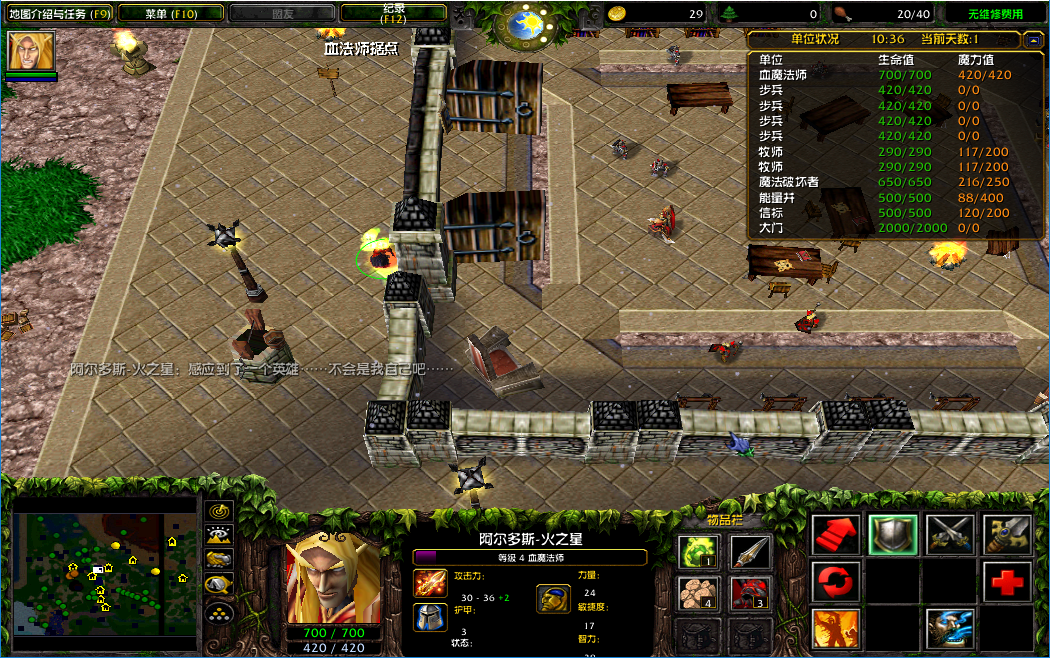 地图介绍与任务 (F9)
菜单 (F10)
盟友
纪录 (F12)
29
0
20/40
无维修费用
血法师据点
单位状况 10:36 当前天数:1
单位 生命值 魔力值
血魔法师 700/700 420/420
步兵 420/420 0/0
步兵 420/420 0/0
步兵 420/420 0/0
步兵 420/420 0/0
牧师 290/290 117/200
牧师 290/290 117/200
魔法破坏者 650/650 216/250
能量井 500/500 88/400
信标 500/500 120/200
大门 2000/2000 0/0
阿尔多斯-火之星：感应到了一个英雄……不会是我自己吧……
阿尔多斯-火之星
等级 4 血魔法师
攻击力:
30 - 36 +2
护甲:
3
状态:
力量:
24
敏捷度:
17
智力:
700 / 700
420 / 420
物品栏
1
4
3